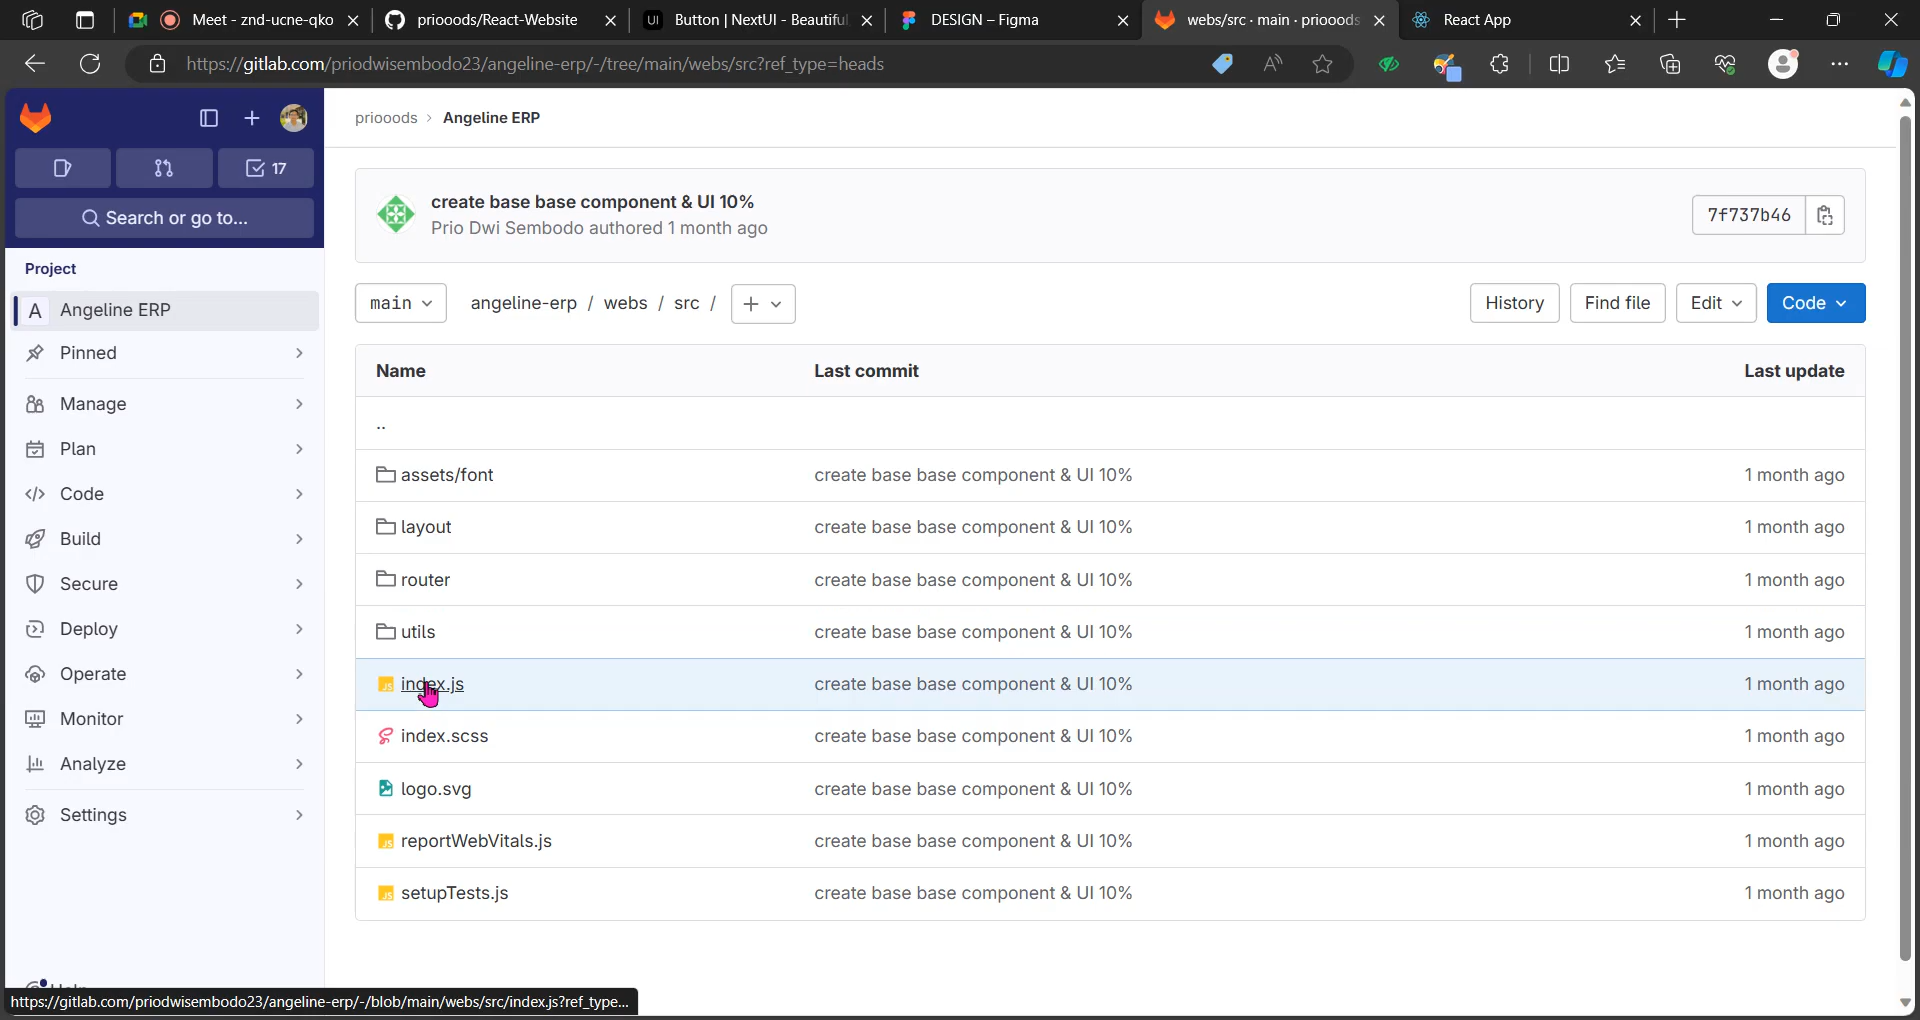 Meet - znd-ucne-qko
priooods/React-Website
Button | NextUI - Beautiful
DESIGN – Figma
webs/src · main · priooods
React App
https://gitlab.com/priodwisembodo23/angeline-erp/-/tree/main/webs/src?ref_type=heads
17
Search or go to...
Project
A Angeline ERP
Pinned
Manage
Plan
Code
Build
Secure
Deploy
Operate
Monitor
Analyze
Settings
priooods › Angeline ERP
create base base component & UI 10%
Prio Dwi Sembodo authored 1 month ago
7f737b46
main
angeline-erp / webs / src /
History
Find file
Edit
Code
Name Last commit Last update
..
assets/font create base base component & UI 10% 1 month ago
layout create base base component & UI 10% 1 month ago
router create base base component & UI 10% 1 month ago
utils create base base component & UI 10% 1 month ago
index.js create base base component & UI 10% 1 month ago
index.scss create base base component & UI 10% 1 month ago
logo.svg create base base component & UI 10% 1 month ago
reportWebVitals.js create base base component & UI 10% 1 month ago
setupTests.js create base base component & UI 10% 1 month ago
https://gitlab.com/priodwisembodo23/angeline-erp/-/blob/main/webs/src/index.js?ref_type...